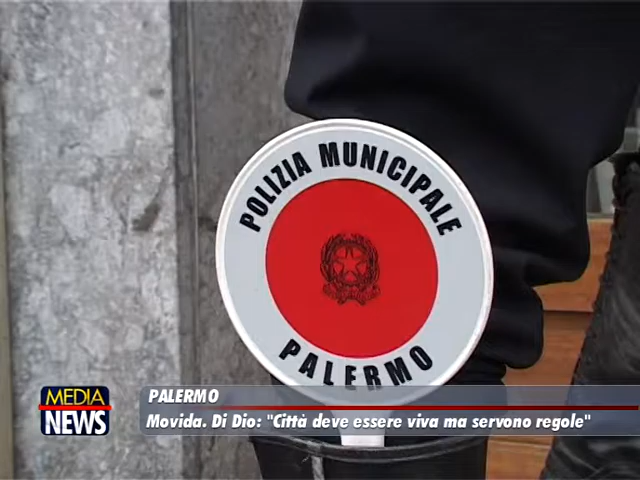 POLIZIA MUNICIPALE
PALERMO
MEDIA
NEWS
PALERMO
Movida. Di Dio: "Città deve essere viva ma servono regole"